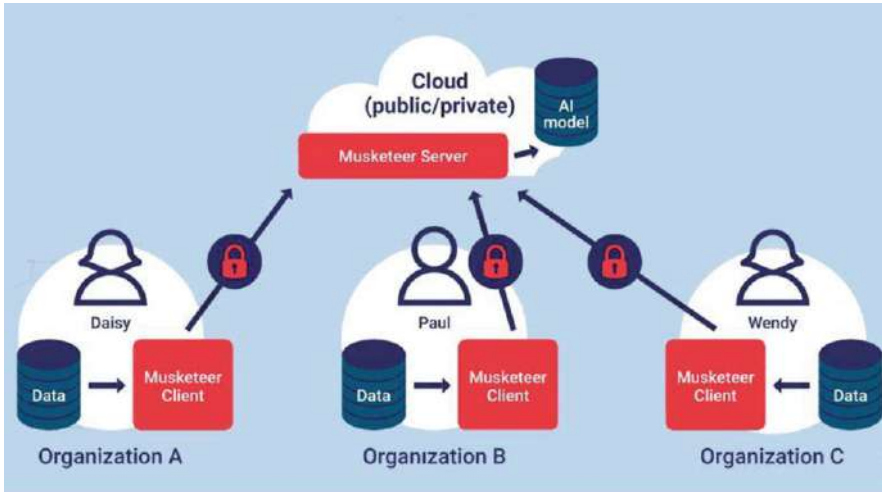 Cloud
(public/private)
AI
model
Musketeer Server
Daisy
Paul
Wendy
Data
Musketeer
Client
Data
Musketeer
Client
Musketeer
Client
Data
Organization A
Organization B
Organization C